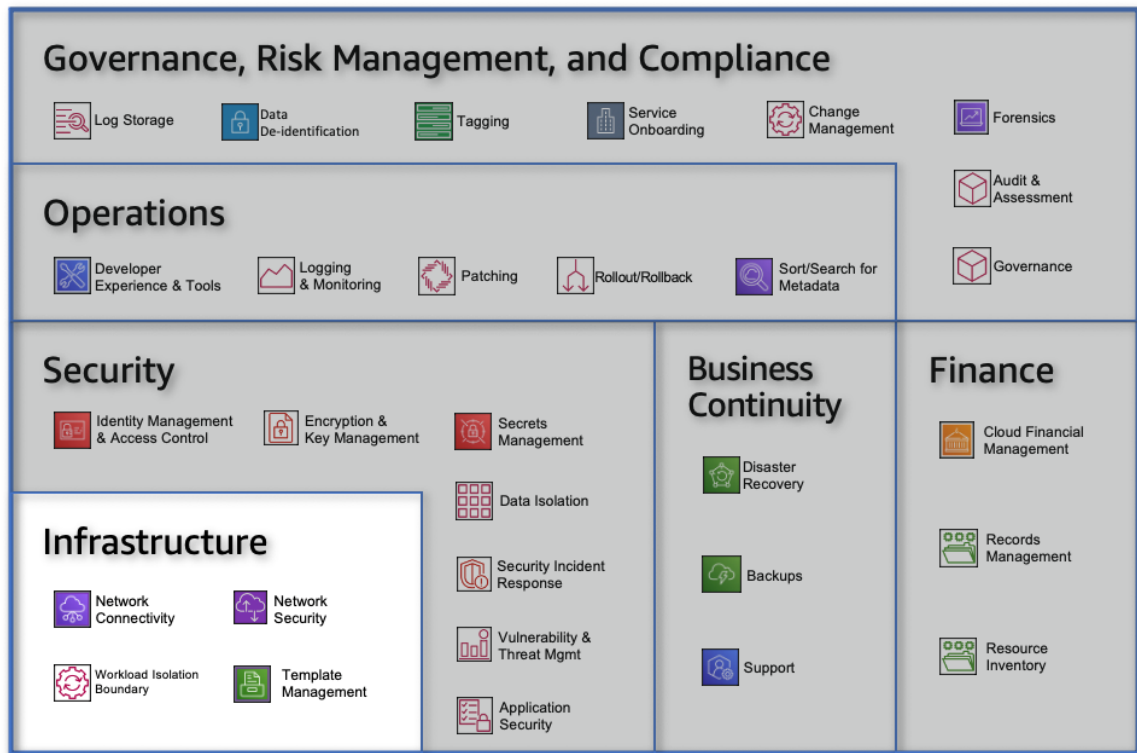 Governance, Risk Management, and Compliance
Log Storage
Data
De-identification
Tagging
Service
Onboarding
Change
Management
Forensics
Audit &
Assessment
Governance
Operations
Developer
Experience & Tools
Logging
& Monitoring
Patching
Rollout/Rollback
Sort/Search for
Metadata
Security
Identity Management
& Access Control
Encryption &
Key Management
Secrets
Management
Data Isolation
Security Incident
Response
Vulnerability &
Threat Mgmt
Application
Security
Infrastructure
Network
Connectivity
Network
Security
Workload Isolation
Boundary
Template
Management
Business
Continuity
Disaster
Recovery
Backups
Support
Finance
Cloud Financial
Management
Records
Management
Resource
Inventory